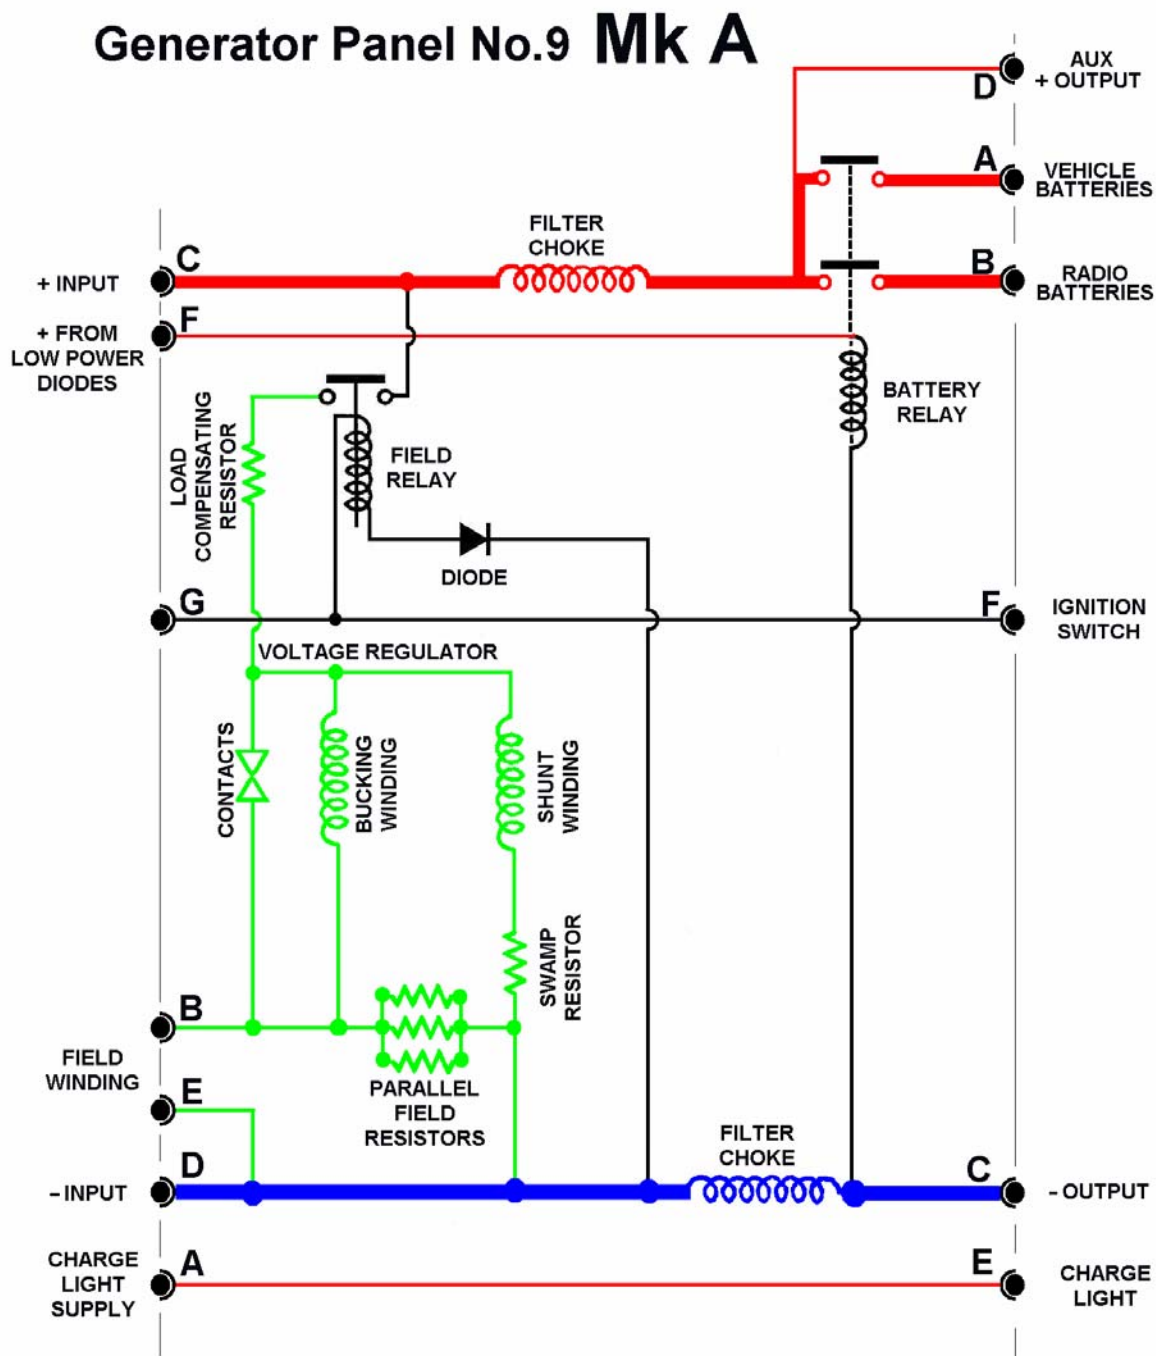 Generator Panel No.9 Mk A
AUX
+ OUTPUT
D
A
VEHICLE
BATTERIES
FILTER
CHOKE
C
+ INPUT
B
RADIO
BATTERIES
F
+ FROM
LOW POWER
DIODES
BATTERY
RELAY
LOAD
COMPENSATING
RESISTOR
FIELD
RELAY
DIODE
G
F
IGNITION
SWITCH
VOLTAGE REGULATOR
CONTACTS
BUCKING
WINDING
SHUNT
WINDING
SWAMP
RESISTOR
B
FIELD
WINDING
E
PARALLEL
FIELD
RESISTORS
FILTER
CHOKE
D
– INPUT
C
– OUTPUT
CHARGE
LIGHT
SUPPLY
A
E
CHARGE
LIGHT